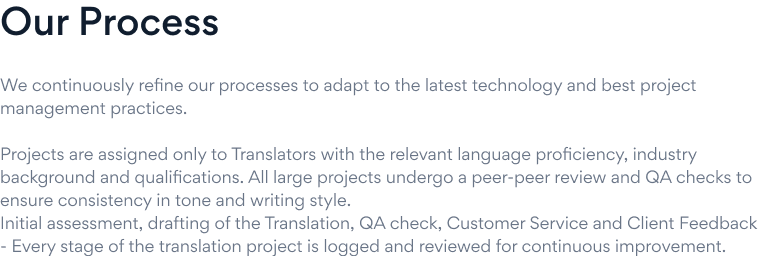 Our Process
We continuously refine our processes to adapt to the latest technology and best project
management practices.
Projects are assigned only to Translators with the relevant language proficiency, industry
background and qualifications. All large projects undergo a peer-peer review and QA checks to
ensure consistency in tone and writing style.
Initial assessment, drafting of the Translation, QA check, Customer Service and Client Feedback
- Every stage of the translation project is logged and reviewed for continuous improvement.